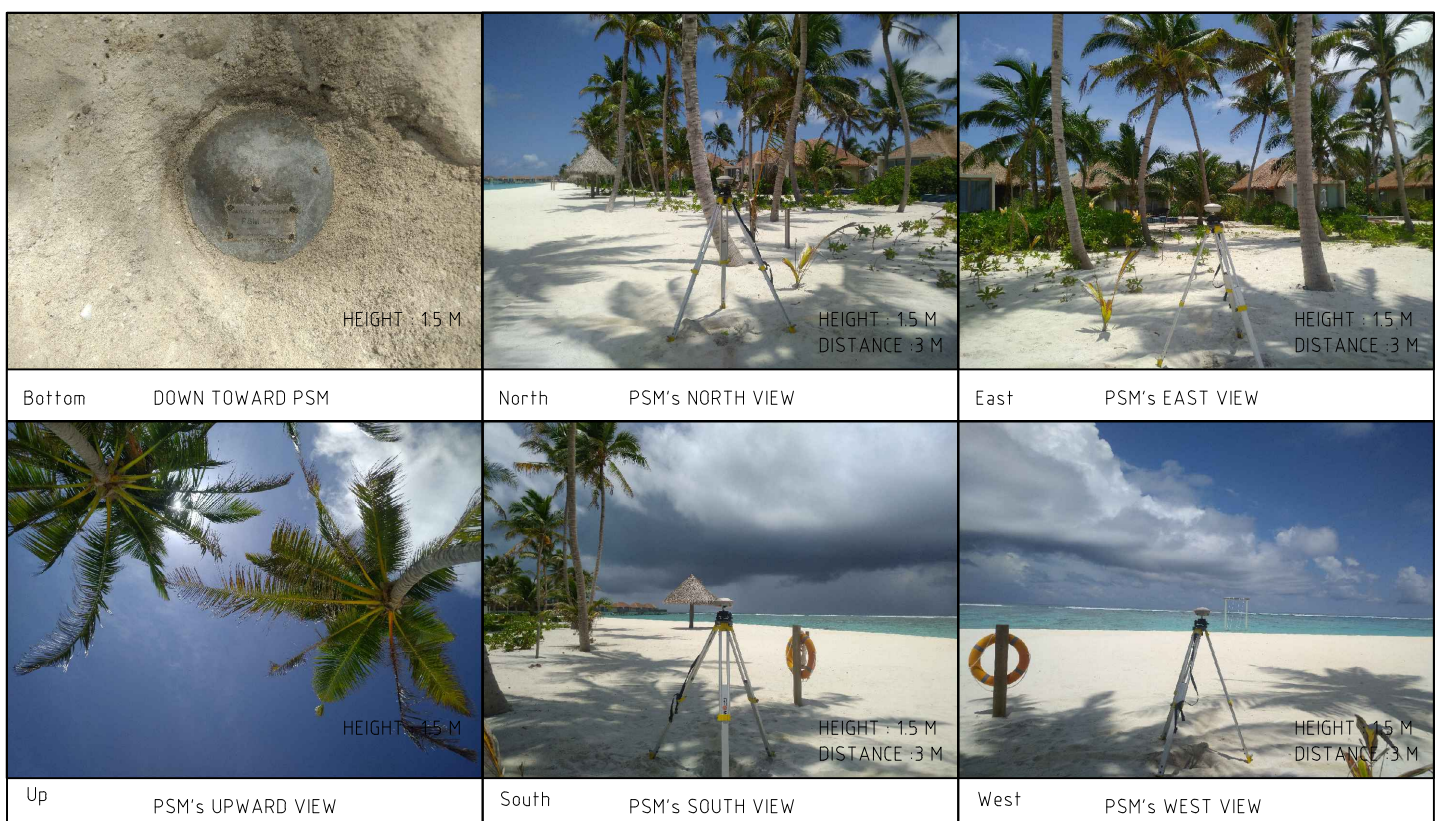 HEIGHT : 1.5 M
HEIGHT : 1.5 M
DISTANCE :3 M
HEIGHT : 1.5 M
DISTANCE :3 M
Bottom DOWN TOWARD PSM
North PSM's NORTH VIEW
East PSM's EAST VIEW
HEIGHT : 1.5 M
HEIGHT : 1.5 M
DISTANCE :3 M
HEIGHT : 1.5 M
DISTANCE :3 M
Up PSM's UPWARD VIEW
South PSM's SOUTH VIEW
West PSM's WEST VIEW